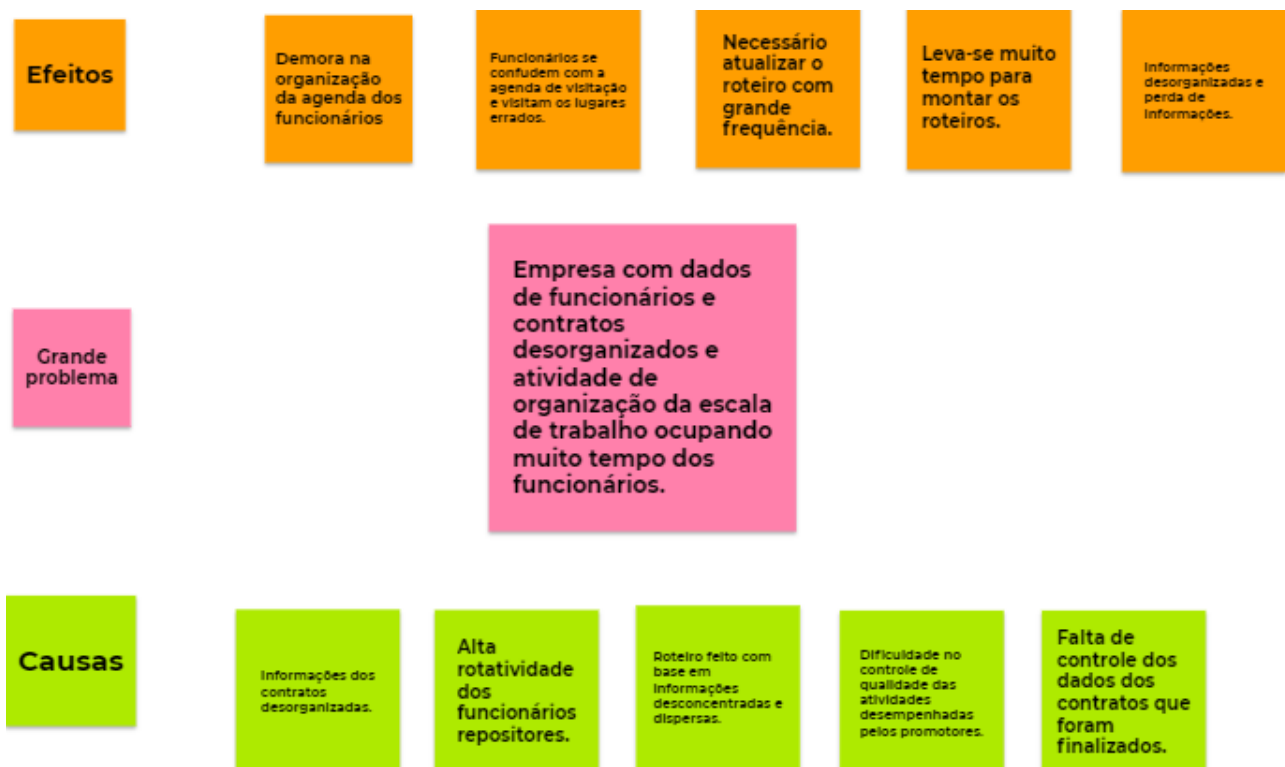 Efeitos
Demora na
organização
da agenda dos
funcionários
Funcionários se
confudem com a
agenda de visitação
e visitam os lugares
errados.
Necessário
atualizar o
roteiro com
grande
frequência.
Leva-se muito
tempo para
montar os
roteiros.
Informações
desorganizadas e
perda de
informações.
Grande
problema
Empresa com dados
de funcionários e
contratos
desorganizados e
atividade de
organização da escala
de trabalho ocupando
muito tempo dos
funcionários.
Causas
Informações dos
contratos
desorganizadas.
Alta
rotatividade
dos
funcionários
repositores.
Roteiro feito com
base em
informações
desconcentradas e
dispersas.
Dificuldade no
controle de
qualidade das
atividades
desempenhadas
pelos promotores.
Falta de
controle dos
dados dos
contratos que
foram
finalizados.